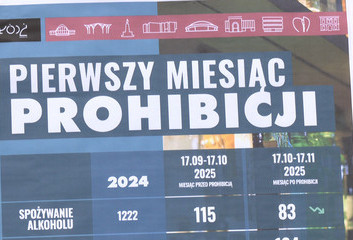 PIERWSZY MIESIĄC
PROHIBICJI
2024
17.09-17.10
2025
MIESIĄC PRZED PROHIBICJĄ
17.10-17.11
2025
MIESIĄC PO PROHIBICJI
SPOŻYWANIE
ALKOHOLU
1222
115
83